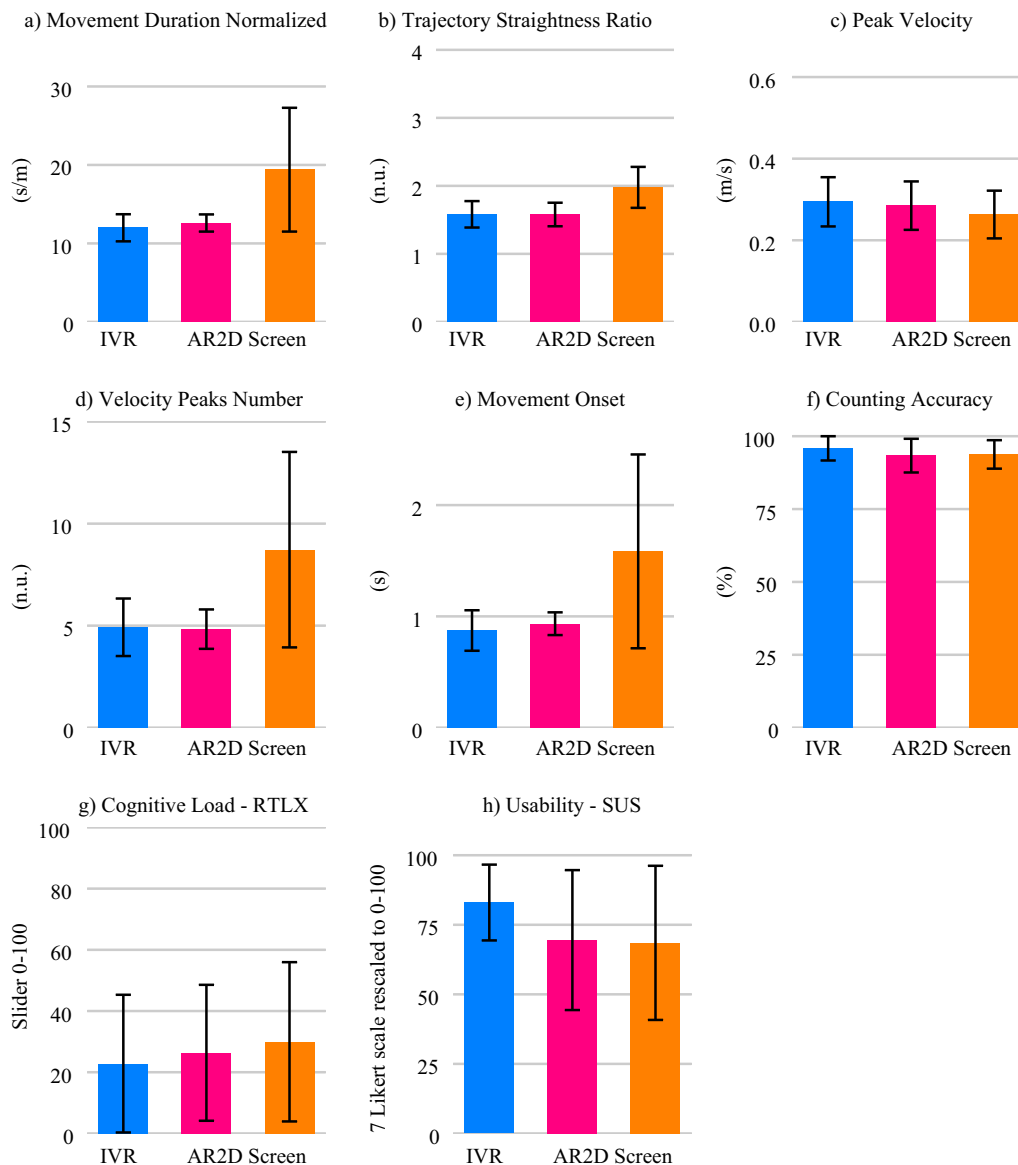 a) Movement Duration Normalized
30
20
10
0
(s/m)
IVR AR2D Screen
b) Trajectory Straightness Ratio
4
3
2
1
0
(n.u.)
IVR AR2D Screen
c) Peak Velocity
0.6
0.4
0.2
0.0
(m/s)
IVR AR2D Screen
d) Velocity Peaks Number
15
10
5
0
(n.u.)
IVR AR2D Screen
e) Movement Onset
2
1
0
(s)
IVR AR2D Screen
f) Counting Accuracy
100
75
50
25
0
(%)
IVR AR2D Screen
g) Cognitive Load - RTLX
100
80
60
40
20
0
Slider 0-100
IVR AR2D Screen
h) Usability - SUS
100
75
50
25
0
7 Likert scale rescaled to 0-100
IVR AR2D Screen